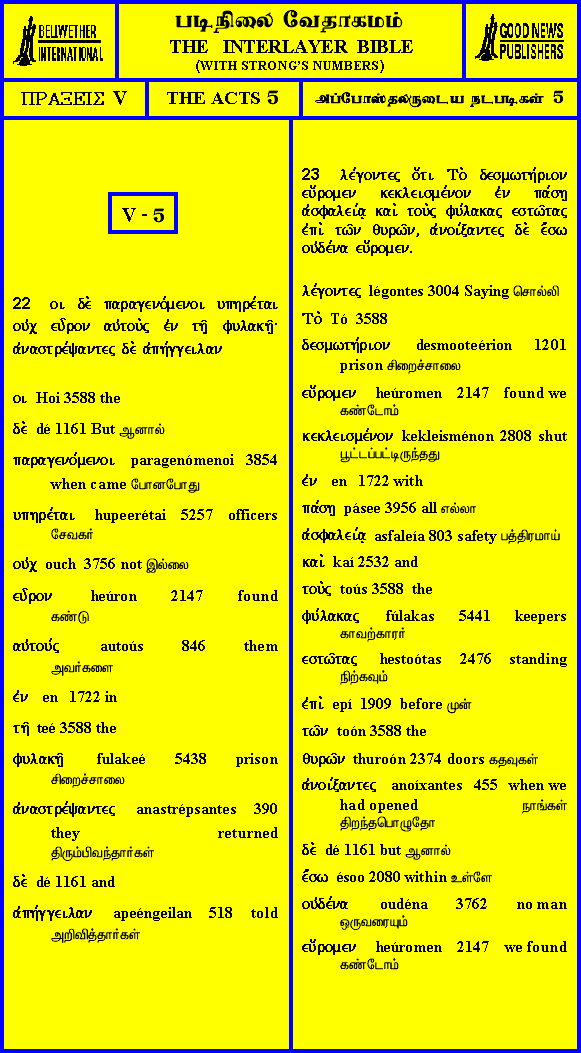 BELLWETHER
INTERNATIONAL
படிநிலை வேதாகமம்
THE INTERLAYER BIBLE
(WITH STRONG'S NUMBERS)
GOOD NEWS
PUBLISHERS
ΠΡΑΞΕΙΣ V
THE ACTS 5
அப்போஸ்தலருடைய நடபடிகள் 5
V - 5
22 οι δὲ παραγενόμενοι υπηρέται
οὐχ εὗρον αὐτοὺς ἐν τῇ φυλακῇ·
ἀναστρέψαντες δὲ ἀπήγγειλαν
οι Hoi 3588 the
δὲ dé 1161 But ஆனால்
παραγενόμενοι paragenómenoi 3854
when came போனபோது
υπηρέται hupeerétai 5257 officers
சேவகர்
οὐχ ouch 3756 not இல்லை
εὗρον heúron 2147 found
கண்டு
αὐτούς autoús 846 them
அவர்களை
ἐν en 1722 in
τῇ teé 3588 the
φυλακῇ fulakeé 5438 prison
சிறைச்சாலை
ἀναστρέψαντες anastrépsantes 390
they returned
திரும்பிவந்தார்கள்
δὲ dé 1161 and
ἀπήγγειλαν apeéngeilan 518 told
அறிவித்தார்கள்
23 λέγοντες ὅτι Τὸ δεσμωτήριον
εὕρομεν κεκλεισμένον ἐν πάσῃ
ἀσφαλείᾳ καὶ τοὺς φύλακας εστῶτας
ἐπὶ τῶν θυρῶν, ἀνοίξαντες δὲ ἔσω
οὐδένα εὕρομεν.
λέγοντες légontes 3004 Saying சொல்லி
Τὸ Tó 3588
δεσμωτήριον desmooteérion 1201
prison சிறைச்சாலை
εὕρομεν heúromen 2147 found we
கண்டோம்
κεκλεισμένον kekleisménon 2808 shut
பூட்டப்பட்டிருந்தது
ἐν en 1722 with
πάσῃ pásee 3956 all எல்லா
ἀσφαλείᾳ asfaleía 803 safety பத்திரமாய்
καὶ kaí 2532 and
τοὺς toús 3588 the
φύλακας fúlakas 5441 keepers
காவற்காரர்
εστῶτας hestoótas 2476 standing
நிற்கவும்
ἐπὶ epí 1909 before முன்
τῶν toón 3588 the
θυρῶν thuroón 2374 doors கதவுகள்
ἀνοίξαντες anoíxantes 455 when we
had opened நாங்கள்
திறந்தபொழுதோ
δὲ dé 1161 but ஆனால்
ἔσω ésoo 2080 within உள்ளே
οὐδένα oudéna 3762 no man
ஒருவரையும்
εὕρομεν heúromen 2147 we found
கண்டோம்